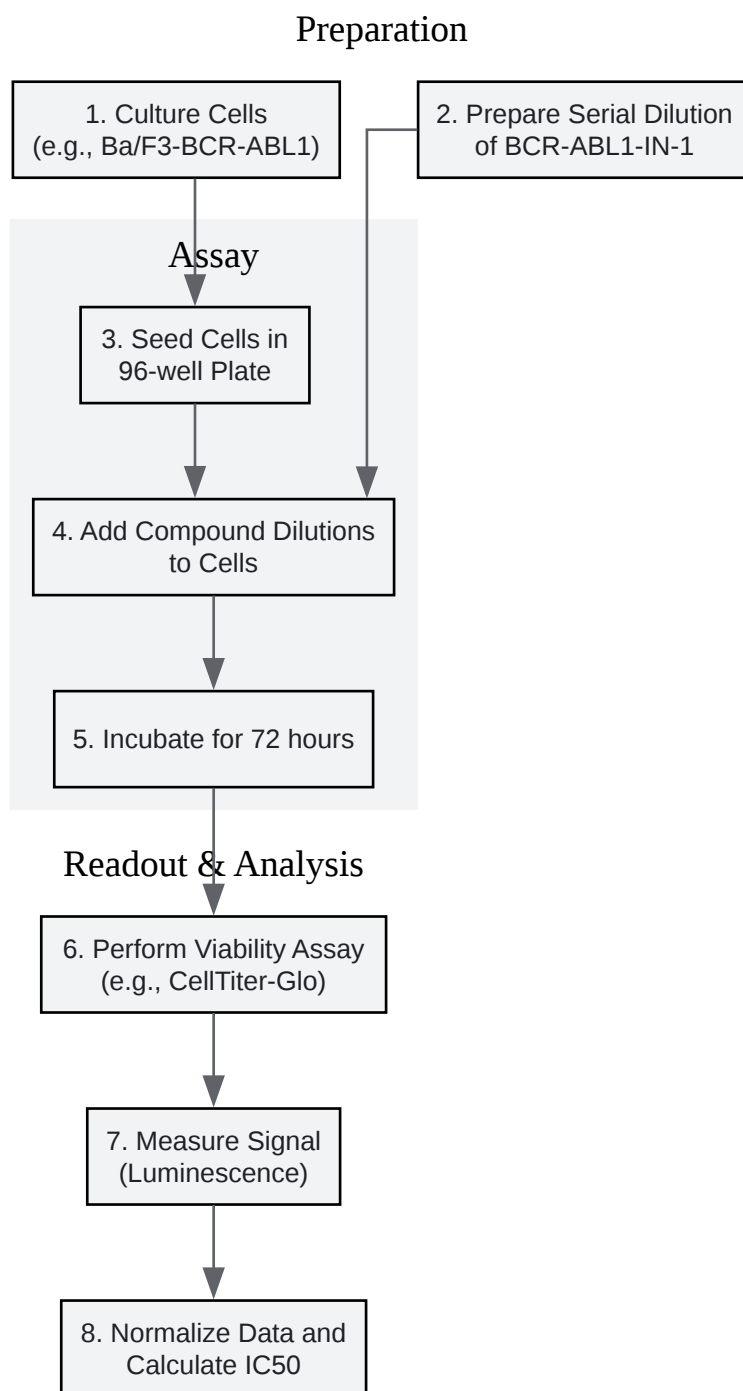 Preparation
1. Culture Cells
(e.g., Ba/F3-BCR-ABL1)
2. Prepare Serial Dilution
of BCR-ABL1-IN-1
Assay
3. Seed Cells in
96-well Plate
4. Add Compound Dilutions
to Cells
5. Incubate for 72 hours
Readout & Analysis
6. Perform Viability Assay
(e.g., CellTiter-Glo)
7. Measure Signal
(Luminescence)
8. Normalize Data and
Calculate IC50